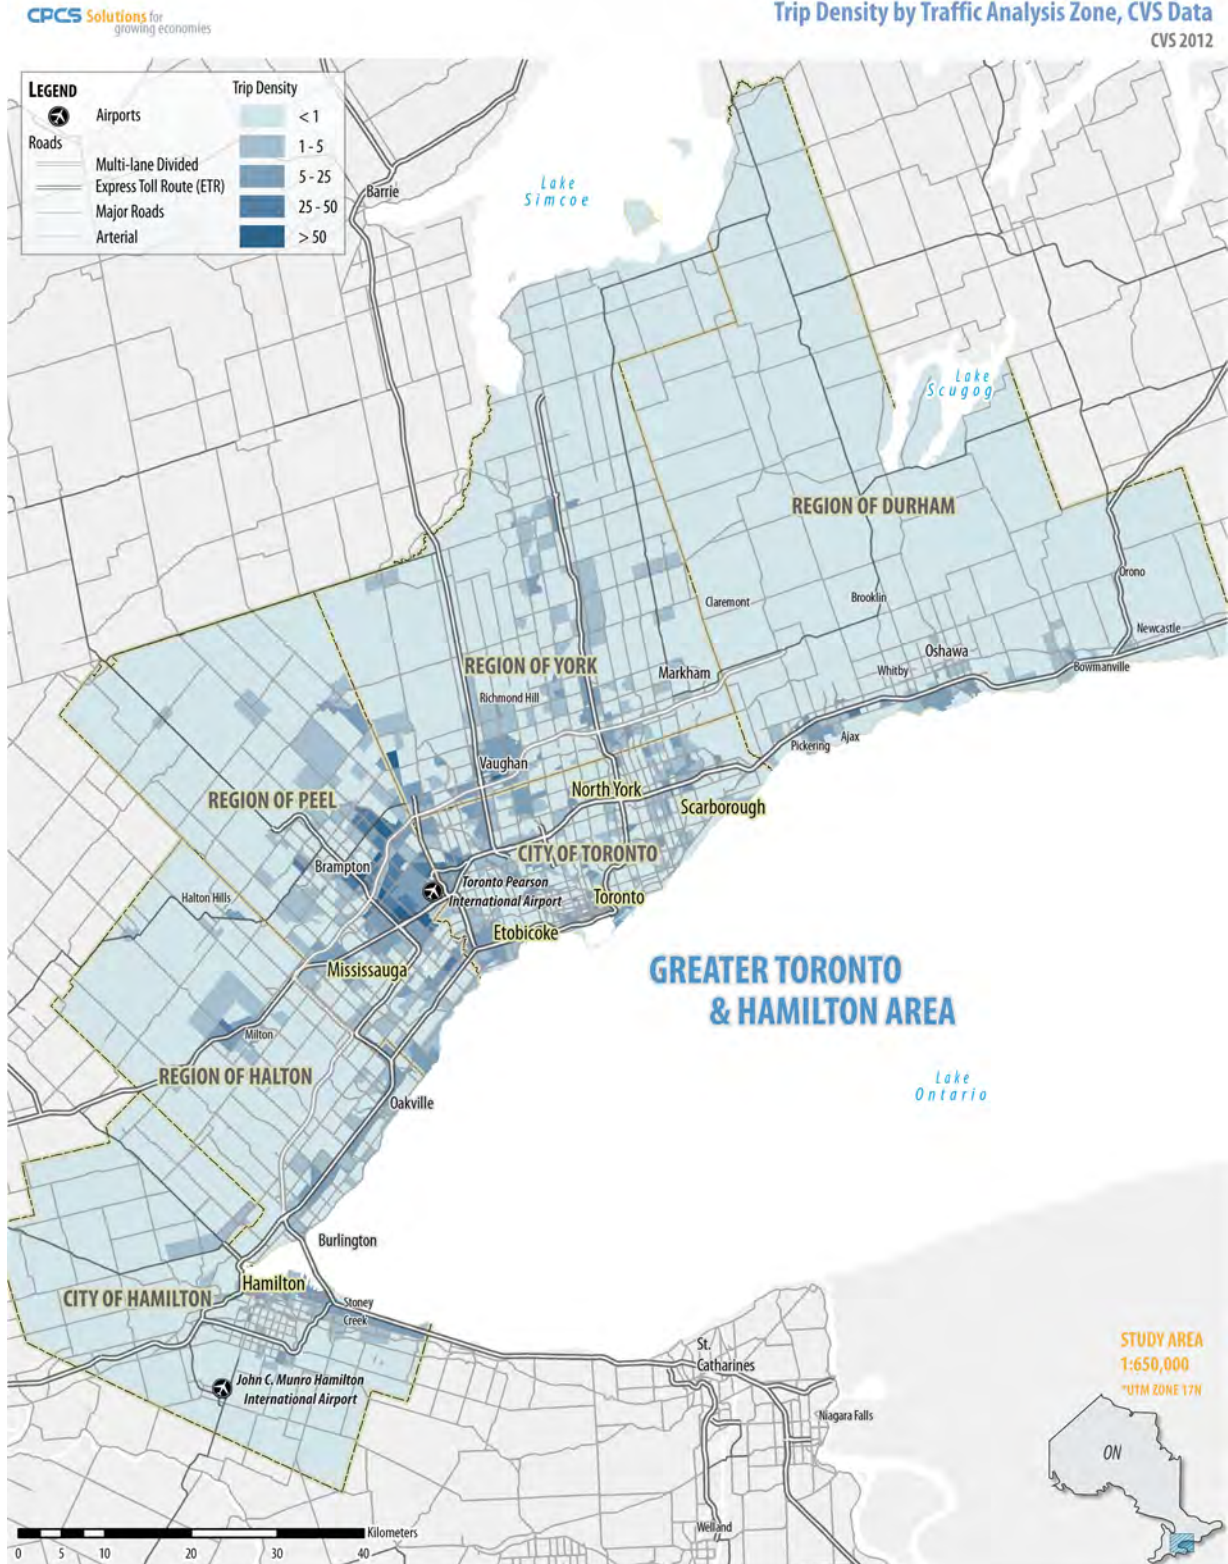 CPCS Solutions for
growing economies
Trip Density by Traffic Analysis Zone, CVS Data
CVS 2012
LEGEND
Airports
Roads
Multi-lane Divided
Express Toll Route (ETR)
Major Roads
Arterial
Trip Density
< 1
1 - 5
5 - 25
25 - 50
> 50
Barrie
Lake
Simcoe
Lake
Scugog
REGION OF DURHAM
Orono
Claremont
Brooklin
Newcastle
Oshawa
Whitby
Bowmanville
REGION OF YORK
Markham
Richmond Hill
Pickering
Ajax
Vaughan
North York
Scarborough
REGION OF PEEL
CITY OF TORONTO
Brampton
Toronto Pearson
International Airport
Toronto
Halton Hills
Etobicoke
Mississauga
GREATER TORONTO
& HAMILTON AREA
Milton
REGION OF HALTON
Lake
Ontario
Oakville
Burlington
Hamilton
CITY OF HAMILTON
Stoney
Creek
St.
Catharines
John C. Munro Hamilton
International Airport
Niagara Falls
Welland
STUDY AREA
1:650,000
*UTM ZONE 17N
ON
Kilometers
0 5 10 20 30 40